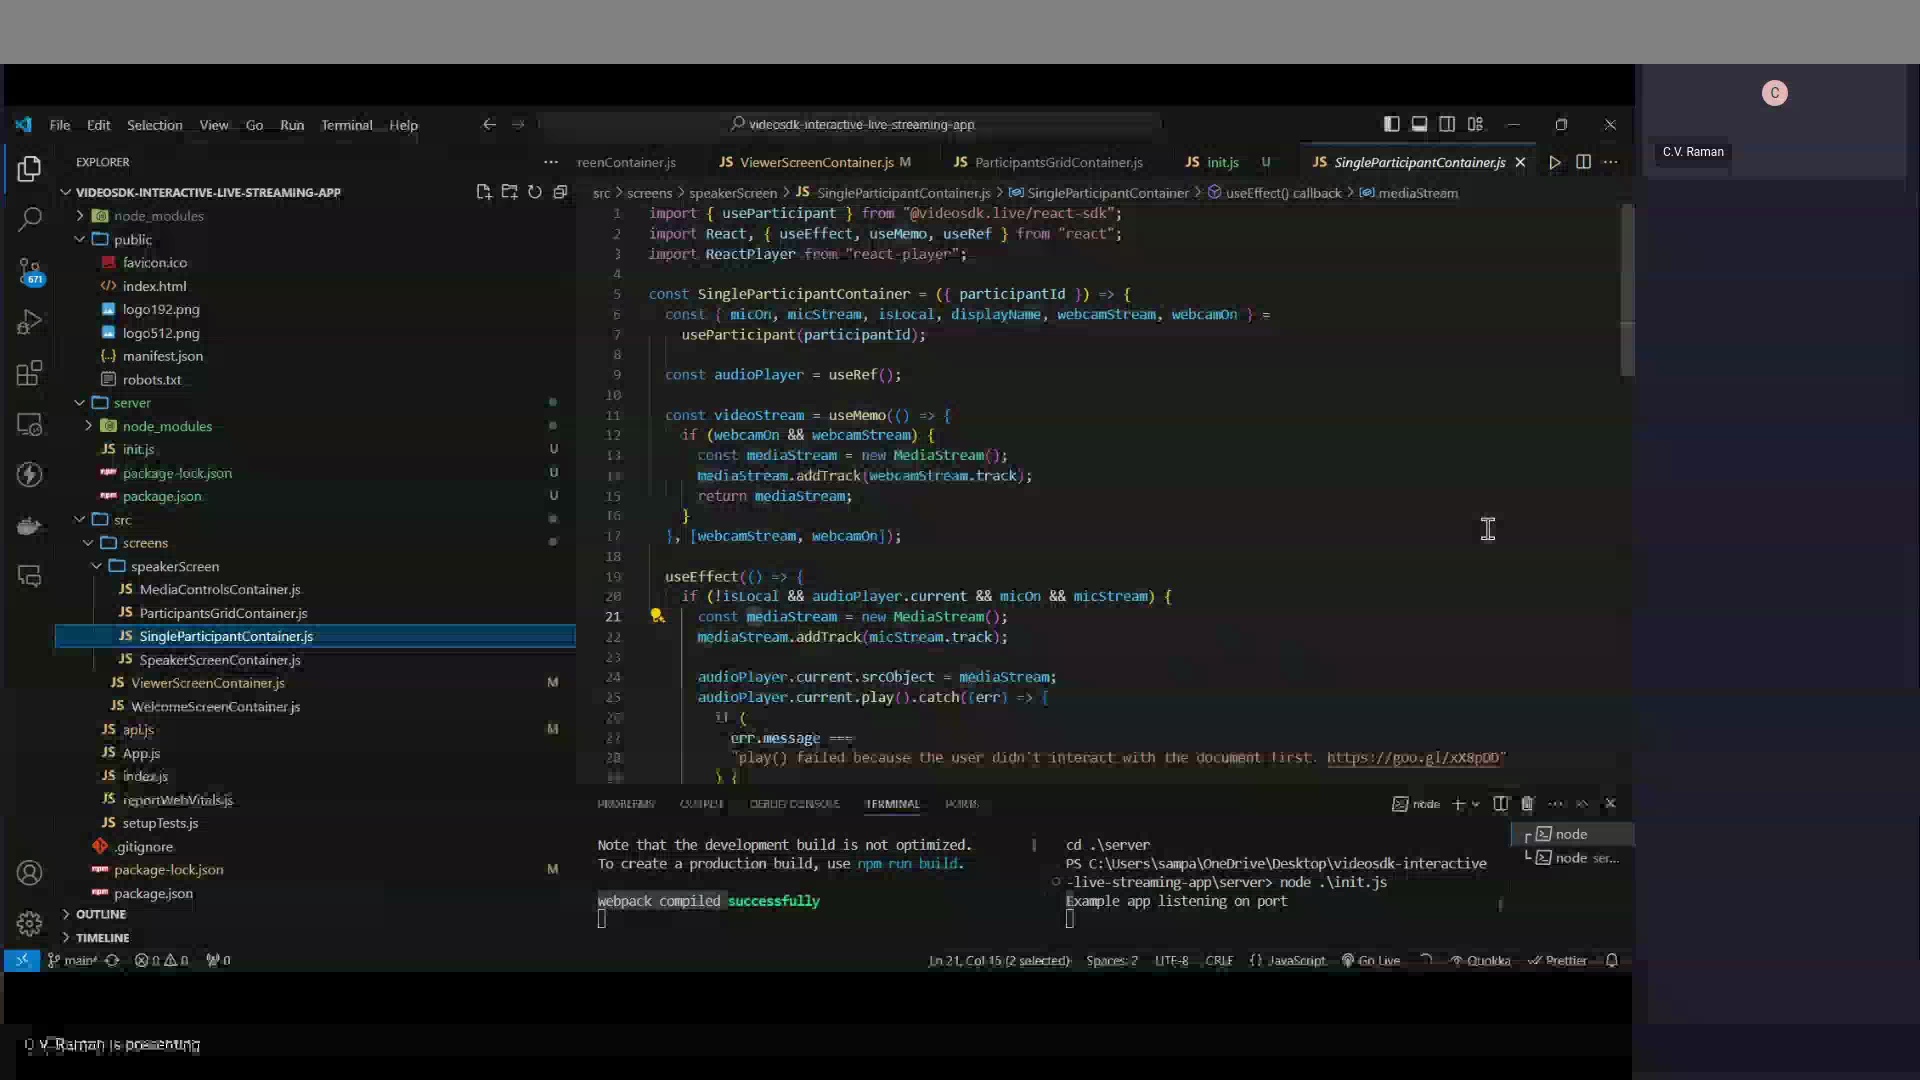 File Edit Selection View Go Run Terminal Help
videosdk-interactive-live-streaming-app
C
C.V. Raman
EXPLORER
reenContainer.js
ViewerScreenContainer.js M
ParticipantsGridContainer.js
init.js U
SingleParticipantContainer.js
VIDEOSDK-INTERACTIVE-LIVE-STREAMING-APP
node_modules
public
favicon.ico
index.html
logo192.png
logo512.png
manifest.json
robots.txt
server
node_modules
init.js U
package-lock.json U
package.json U
src
screens
speakerScreen
MediaControlsContainer.js
ParticipantsGridContainer.js
SingleParticipantContainer.js
SpeakerScreenContainer.js
ViewerScreenContainer.js M
WelcomeScreenContainer.js
api.js M
App.js
index.js
reportWebVitals.js
setupTests.js
.gitignore
package-lock.json M
package.json
OUTLINE
TIMELINE
671
src > screens > speakerScreen > JS SingleParticipantContainer.js > SingleParticipantContainer > useEffect() callback > mediaStream
1 import { useParticipant } from "@videosdk.live/react-sdk";
2 import React, { useEffect, useMemo, useRef } from "react";
3 import ReactPlayer from "react-player";
4
5 const SingleParticipantContainer = ({ participantId }) => {
6 const { micOn, micStream, isLocal, displayName, webcamStream, webcamOn } =
7 useParticipant(participantId);
8
9 const audioPlayer = useRef();
10
11 const videoStream = useMemo(() => {
12 if (webcamOn && webcamStream) {
13 const mediaStream = new MediaStream();
14 mediaStream.addTrack(webcamStream.track);
15 return mediaStream;
16 }
17 }, [webcamStream, webcamOn]);
18
19 useEffect(() => {
20 if (!isLocal && audioPlayer.current && micOn && micStream) {
21 const mediaStream = new MediaStream();
22 mediaStream.addTrack(micStream.track);
23
24 audioPlayer.current.srcObject = mediaStream;
25 audioPlayer.current.play().catch((err) => {
26 if (
27 err.message ===
28 "play() failed because the user didn't interact with the document first. https://goo.gl/xX8pDD"
) {
PROBLEMS OUTPUT DEBUG CONSOLE TERMINAL PORTS
node
Note that the development build is not optimized.
To create a production build, use npm run build.
webpack compiled successfully
cd .\server
PS C:\Users\sampa\OneDrive\Desktop\videosdk-interactive
-live-streaming-app\server> node .\init.js
Example app listening on port
node
node ser...
main* 0 0 0
Ln 21, Col 15 (2 selected) Spaces: 2 UTF-8 CRLF {} JavaScript Go Live Quokka Prettier
V. Raman is presenting